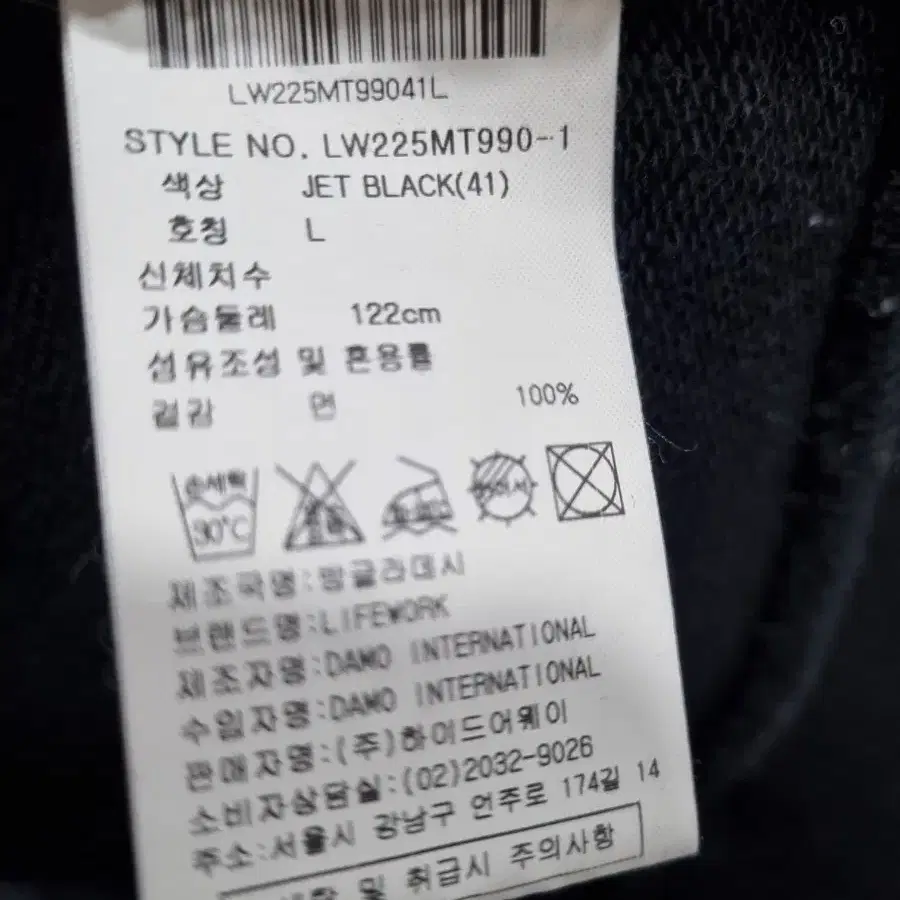 LW225MT99041L
STYLE NO. LW225MT990-1
색상 JET BLACK(41)
호칭 L
신체치수
가슴둘레 122cm
섬유조성 및 혼용률
겉감 면 100%
손세탁
30℃
제조국명:방글라데시
브랜드명:LIFEWORK
제조자명:DAMO INTERNATIONAL
수입자명:DAMO INTERNATIONAL
판매자명:(주)하이드어웨이
소비자상담실:(02)2032-9026
주소:서울시 강남구 언주로 174길 14
및 취급시 주의사항